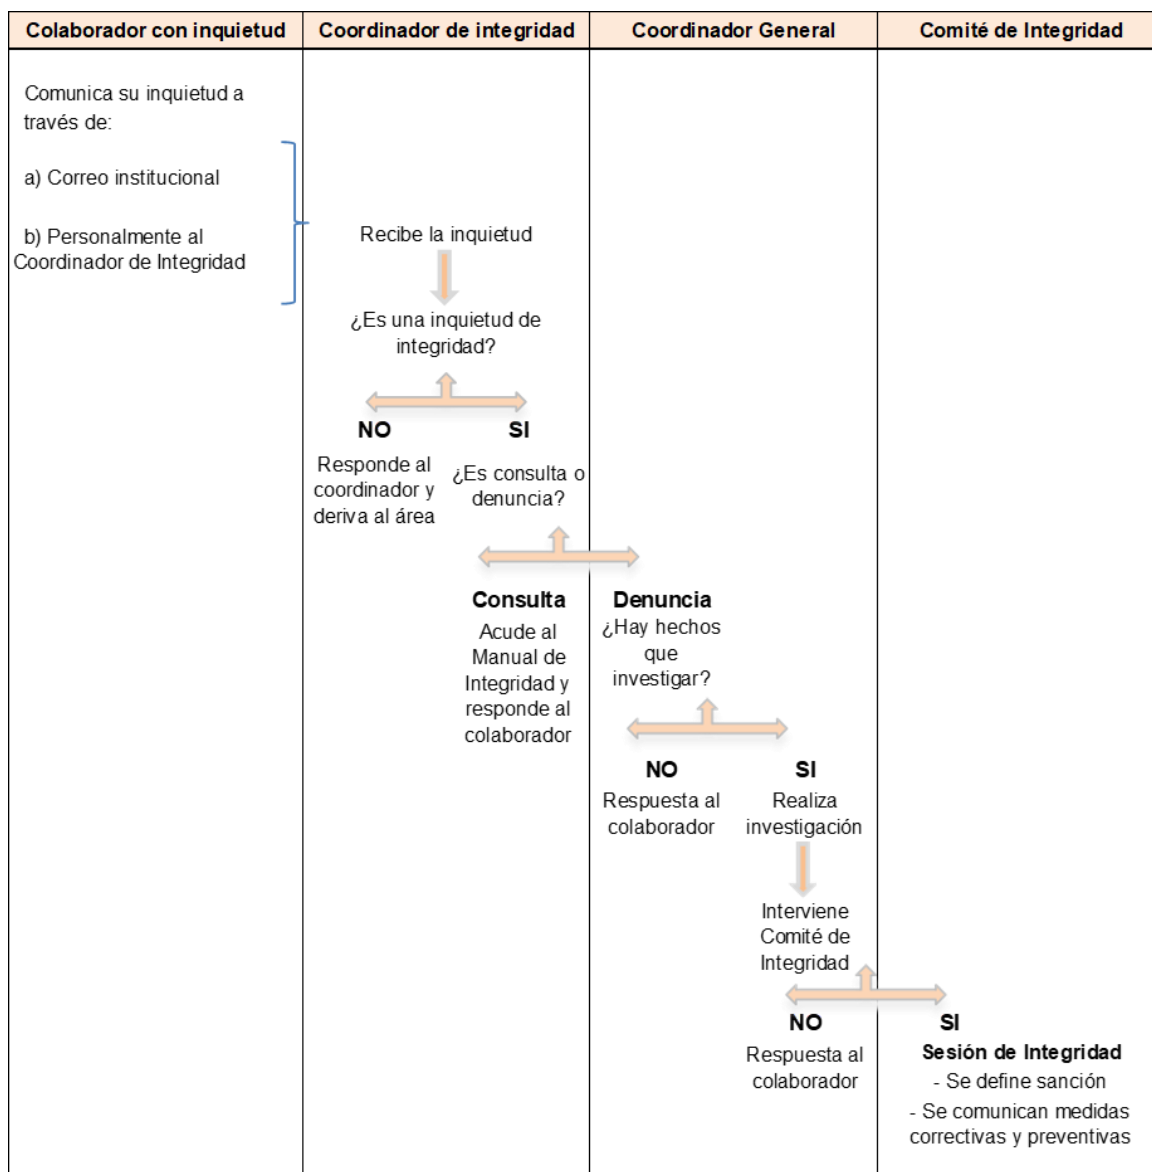 Colaborador con inquietud
Coordinador de integridad
Coordinador General
Comité de Integridad
Comunica su inquietud a
través de:
a) Correo institucional
b) Personalmente al
Coordinador de Integridad
Recibe la inquietud
¿Es una inquietud de
integridad?
NO
SI
Responde al
coordinador y
deriva al área
¿Es consulta o
denuncia?
Consulta
Acude al
Manual de
Integridad y
responde al
colaborador
Denuncia
¿Hay hechos
que
investigar?
NO
SI
Respuesta al
colaborador
Realiza
investigación
Interviene
Comité de
Integridad
NO
SI
Respuesta al
colaborador
Sesión de Integridad
- Se define sanción
- Se comunican medidas
correctivas y preventivas